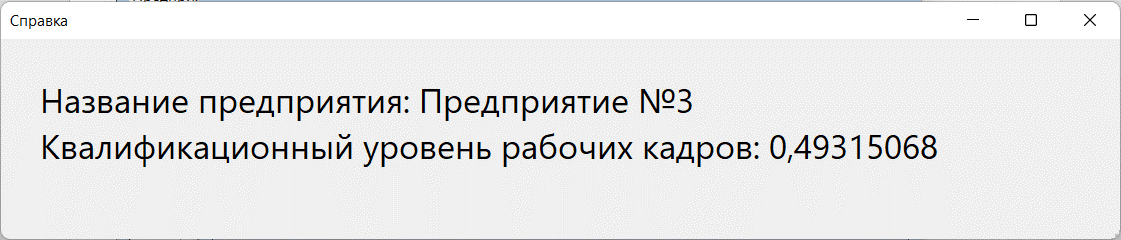 Справка
Название предприятия: Предприятие №3
Квалификационный уровень рабочих кадров: 0,49315068